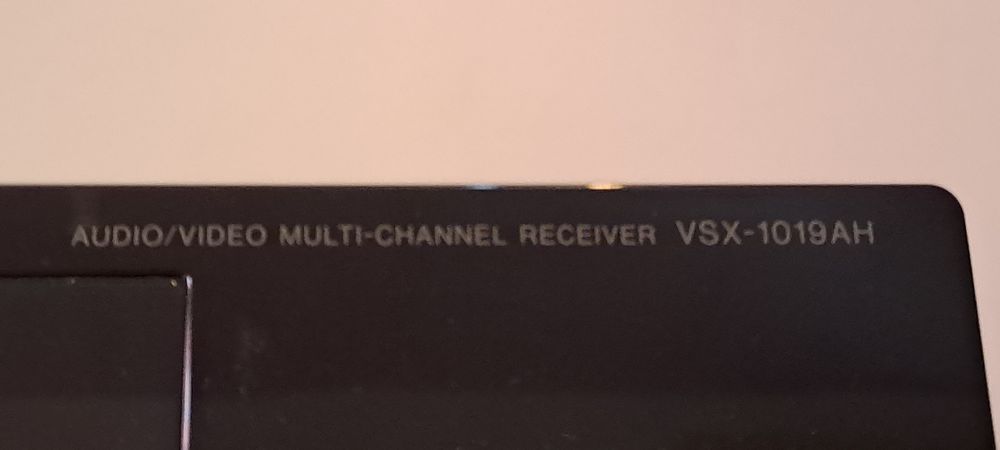 AUDIO/VIDEO MULTI-CHANNEL RECEIVER VSX-1019AH